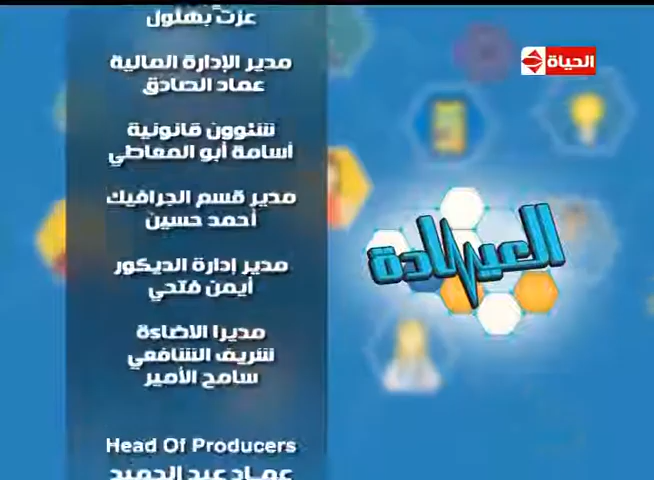 عزت بهلول
مدير الإدارة المالية
عماد الصادق
شئوون قانونية
أسامة أبو المعاطي
مدير قسم الجرافيك
أحمد حسين
مدير إدارة الديكور
أيمن فتحي
مديرا الاضاءة
شريف الشافعي
سامح الأمير
Head Of Producers
عماد عبد الحميد
الحياة
العيادة